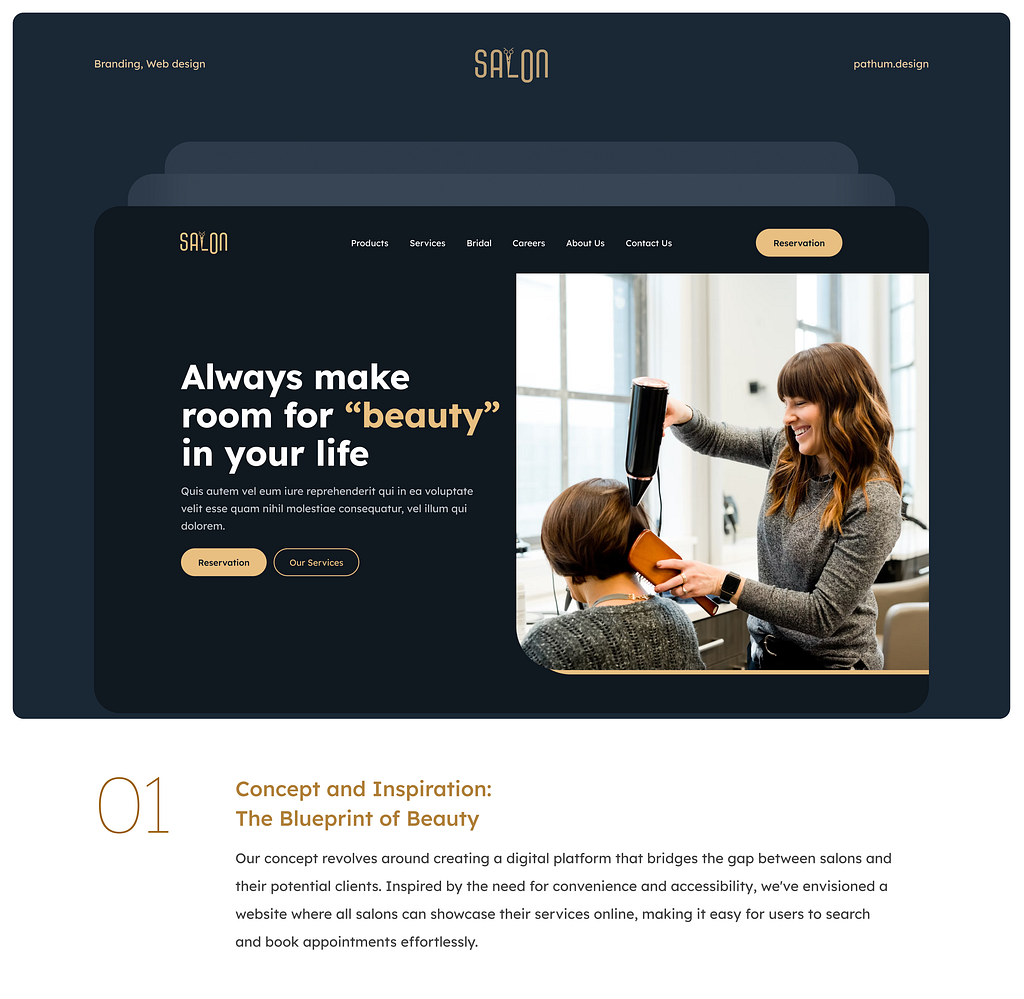 Branding, Web design
SALON
pathum.design
SALON
Products
Services
Bridal
Careers
About Us
Contact Us
Reservation
Always make
room for “beauty”
in your life
Quis autem vel eum iure reprehenderit qui in ea voluptate
velit esse quam nihil molestiae consequatur, vel illum qui
dolorem.
Reservation
Our Services
01
Concept and Inspiration:
The Blueprint of Beauty
Our concept revolves around creating a digital platform that bridges the gap between salons and
their potential clients. Inspired by the need for convenience and accessibility, we've envisioned a
website where all salons can showcase their services online, making it easy for users to search
and book appointments effortlessly.